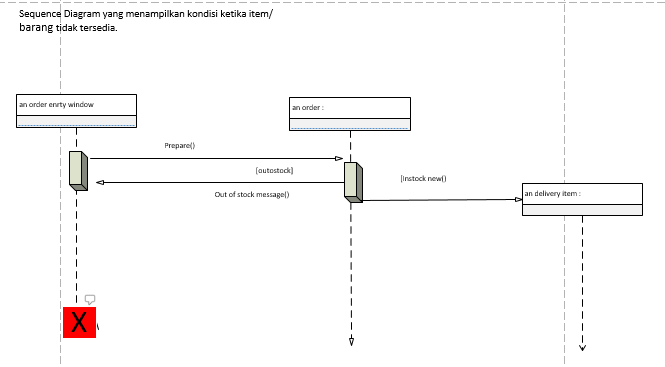 Sequence Diagram yang menampilkan kondisi ketika item/
barang tidak tersedia.
an order enrty window
an order :
Prepare()
[outostock]
[Instock new()
Out of stock message()
an delivery item :
X
\